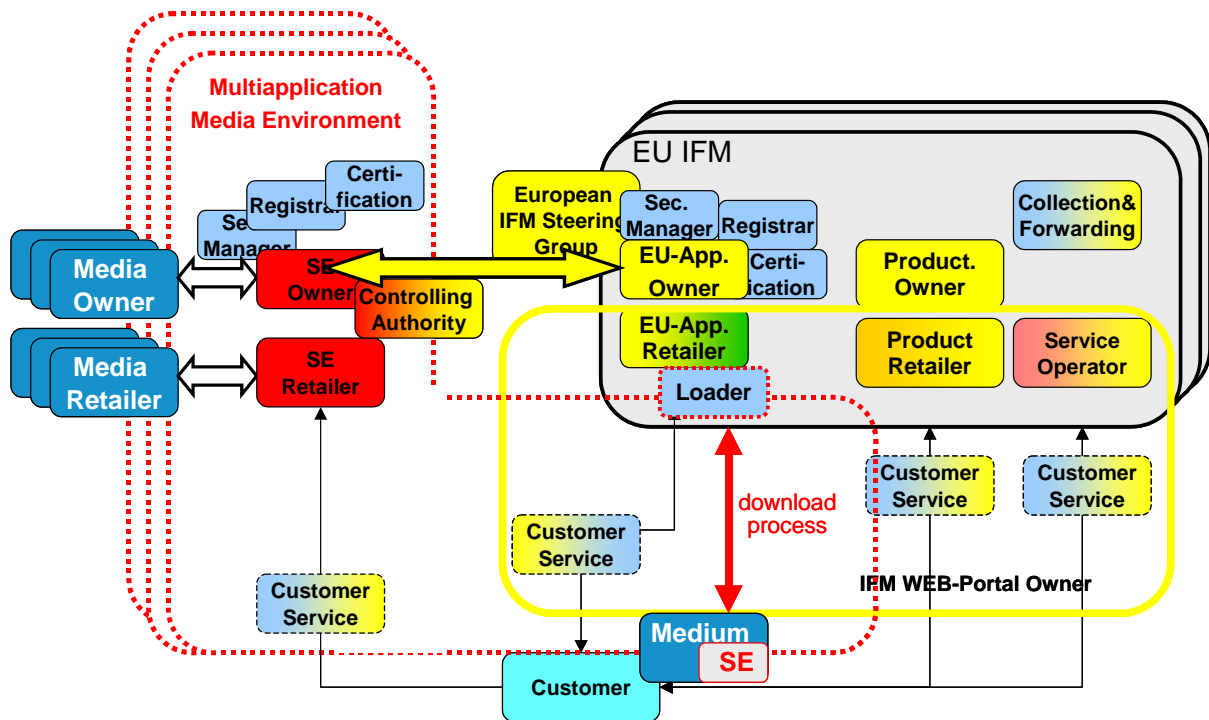 Multiapplication
Media Environment
EU IFM
Certi-
fication
Registrar
Sec.
Manager
European
IFM Steering
Group
Sec.
Manager
Registrar
Certi-
fication
Collection&
Forwarding
Media
Owner
SE
Owner
Controlling
Authority
EU-App.
Owner
Product.
Owner
Media
Retailer
SE
Retailer
EU-App.
Retailer
Product
Retailer
Service
Operator
Loader
Customer
Service
Customer
Service
download
process
Customer
Service
Customer
Service
IFM WEB-Portal Owner
Medium
SE
Customer